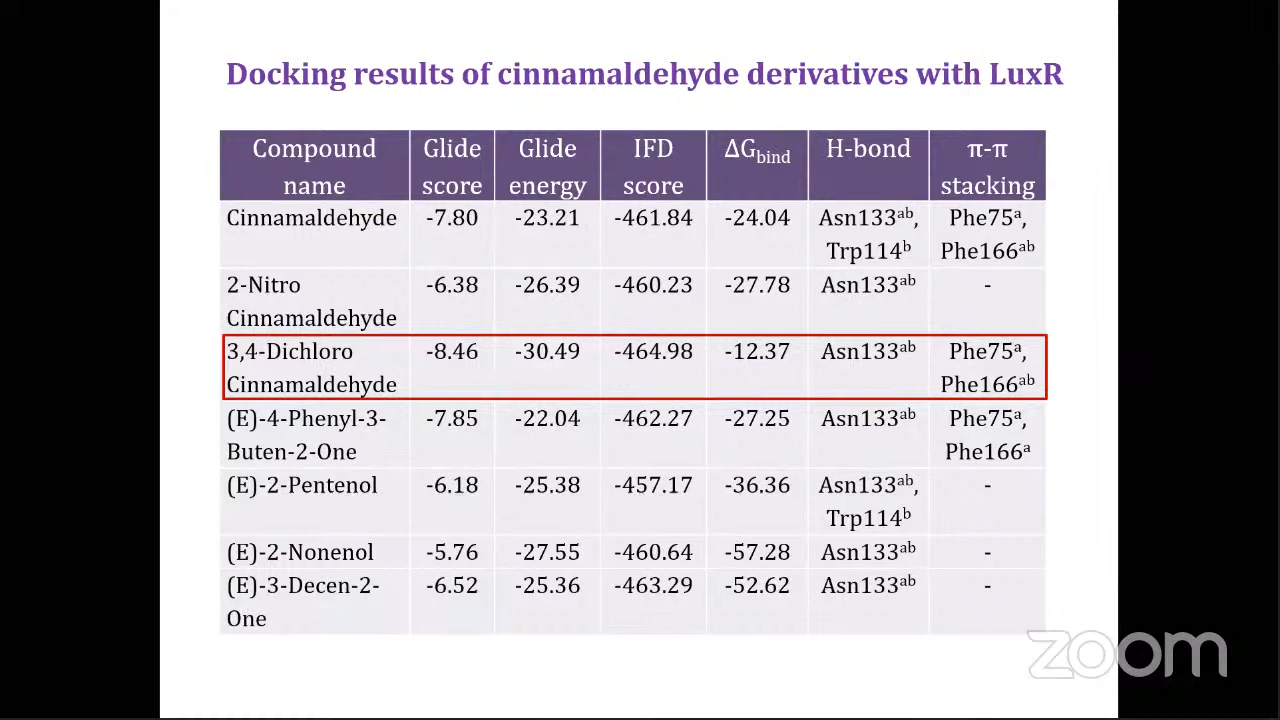 Docking results of cinnamaldehyde derivatives with LuxR
Compound name Glide score Glide energy IFD score ΔGbind H-bond π-π stacking
Cinnamaldehyde -7.80 -23.21 -461.84 -24.04 Asn133ab, Trp114b Phe75a, Phe166ab
2-Nitro Cinnamaldehyde -6.38 -26.39 -460.23 -27.78 Asn133ab -
3,4-Dichloro Cinnamaldehyde -8.46 -30.49 -464.98 -12.37 Asn133ab Phe75a, Phe166ab
(E)-4-Phenyl-3-Buten-2-One -7.85 -22.04 -462.27 -27.25 Asn133ab Phe75a, Phe166a
(E)-2-Pentenol -6.18 -25.38 -457.17 -36.36 Asn133ab, Trp114b -
(E)-2-Nonenol -5.76 -27.55 -460.64 -57.28 Asn133ab -
(E)-3-Decen-2-One -6.52 -25.36 -463.29 -52.62 Asn133ab -
zoom